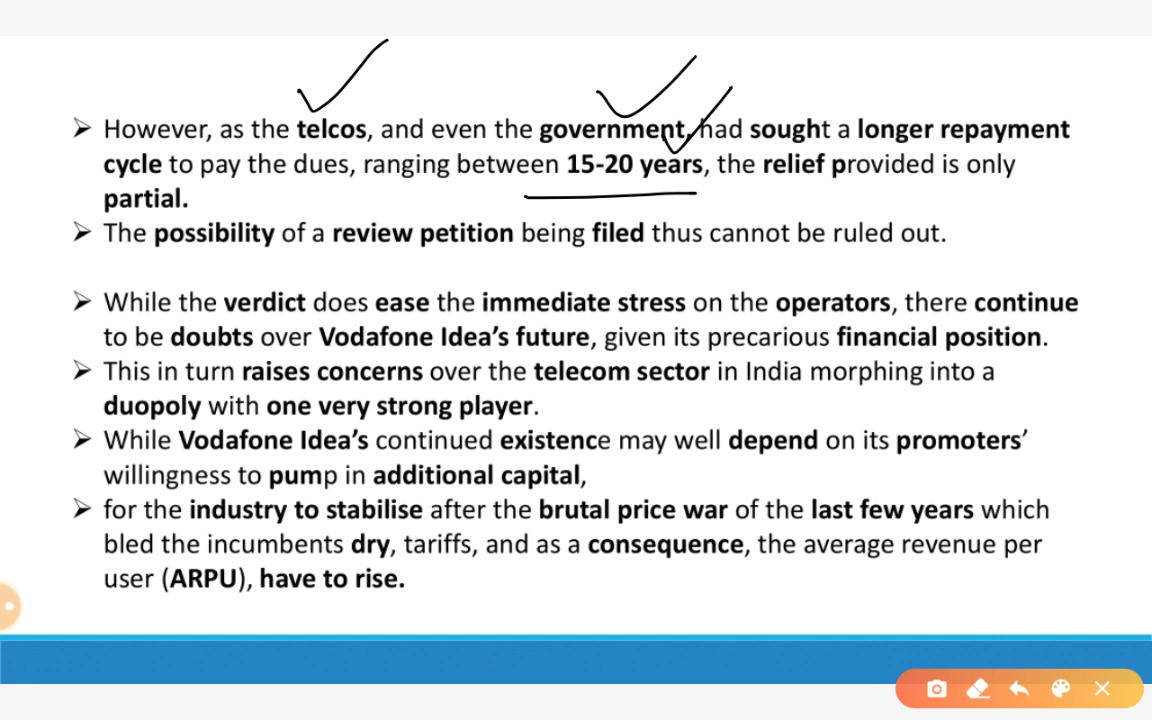 ➢ However, as the telcos, and even the government, had sought a longer repayment
cycle to pay the dues, ranging between 15-20 years, the relief provided is only
partial.
➢ The possibility of a review petition being filed thus cannot be ruled out.
➢ While the verdict does ease the immediate stress on the operators, there continue
to be doubts over Vodafone Idea’s future, given its precarious financial position.
➢ This in turn raises concerns over the telecom sector in India morphing into a
duopoly with one very strong player.
➢ While Vodafone Idea’s continued existence may well depend on its promoters’
willingness to pump in additional capital,
➢ for the industry to stabilise after the brutal price war of the last few years which
bled the incumbents dry, tariffs, and as a consequence, the average revenue per
user (ARPU), have to rise.